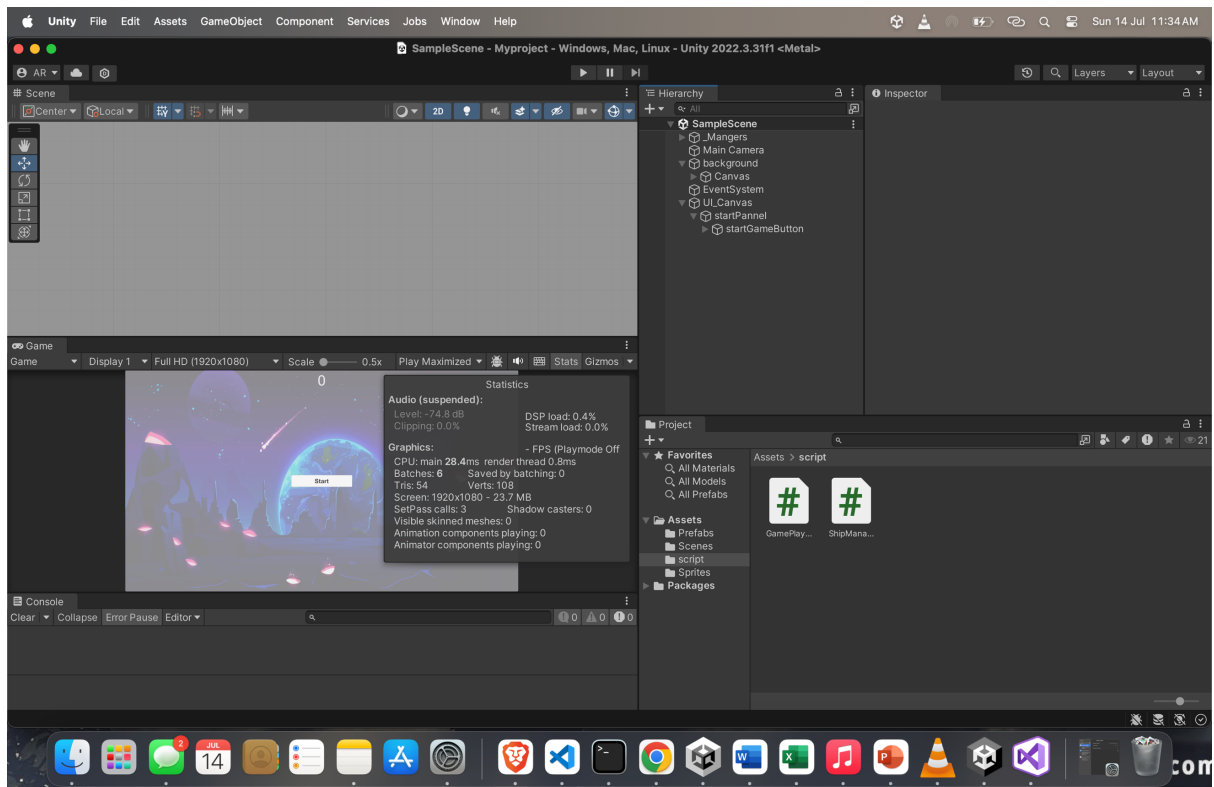 Unity File Edit Assets GameObject Component Services Jobs Window Help Sun 14 Jul 11:34 AM
SampleScene - Myproject - Windows, Mac, Linux - Unity 2022.3.31f1 <Metal>
AR Layers Layout
# Scene
Center Local 2D
Game
Game Display 1 Full HD (1920x1080) Scale 0.5x Play Maximized Stats Gizmos
0
Start
Statistics
Audio (suspended):
Level: -74.8 dB DSP load: 0.4%
Clipping: 0.0% Stream load: 0.0%
Graphics: - FPS (Playmode Off
CPU: main 28.4ms render thread 0.8ms
Batches: 6 Saved by batching: 0
Tris: 54 Verts: 108
Screen: 1920x1080 - 23.7 MB
SetPass calls: 3 Shadow casters: 0
Visible skinned meshes: 0
Animation components playing: 0
Animator components playing: 0
Console
Clear Collapse Error Pause Editor 0 0 0
Hierarchy
All
SampleScene
_Mangers
Main Camera
background
Canvas
EventSystem
UI_Canvas
startPannel
startGameButton
Inspector
Project
21
Favorites
All Materials
All Models
All Prefabs
Assets
Prefabs
Scenes
script
Sprites
Packages
Assets > script
# #
GamePlay... ShipMana...
2
JUL
14
W X P
com